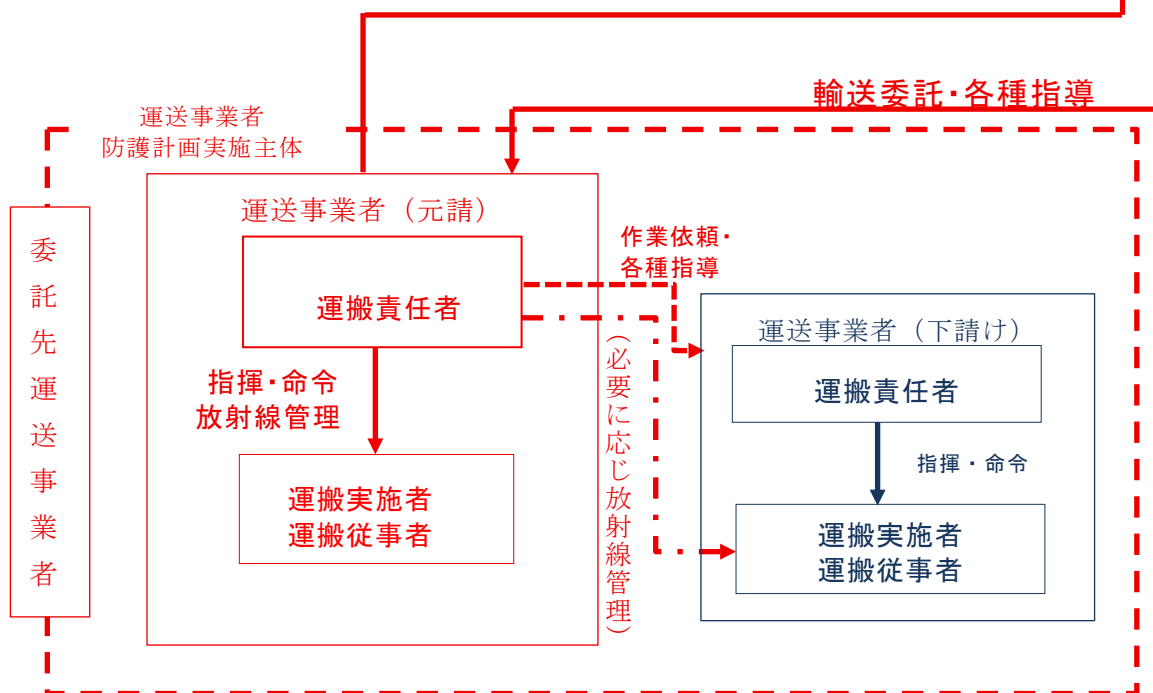 輸送委託・各種指導
運送事業者
防護計画実施主体
委託先運送事業者
運送事業者（元請）
運搬責任者
指揮・命令
放射線管理
運搬実施者
運搬従事者
作業依頼・
各種指導
（必要に応じ放射線管理）
運送事業者（下請け）
運搬責任者
指揮・命令
運搬実施者
運搬従事者